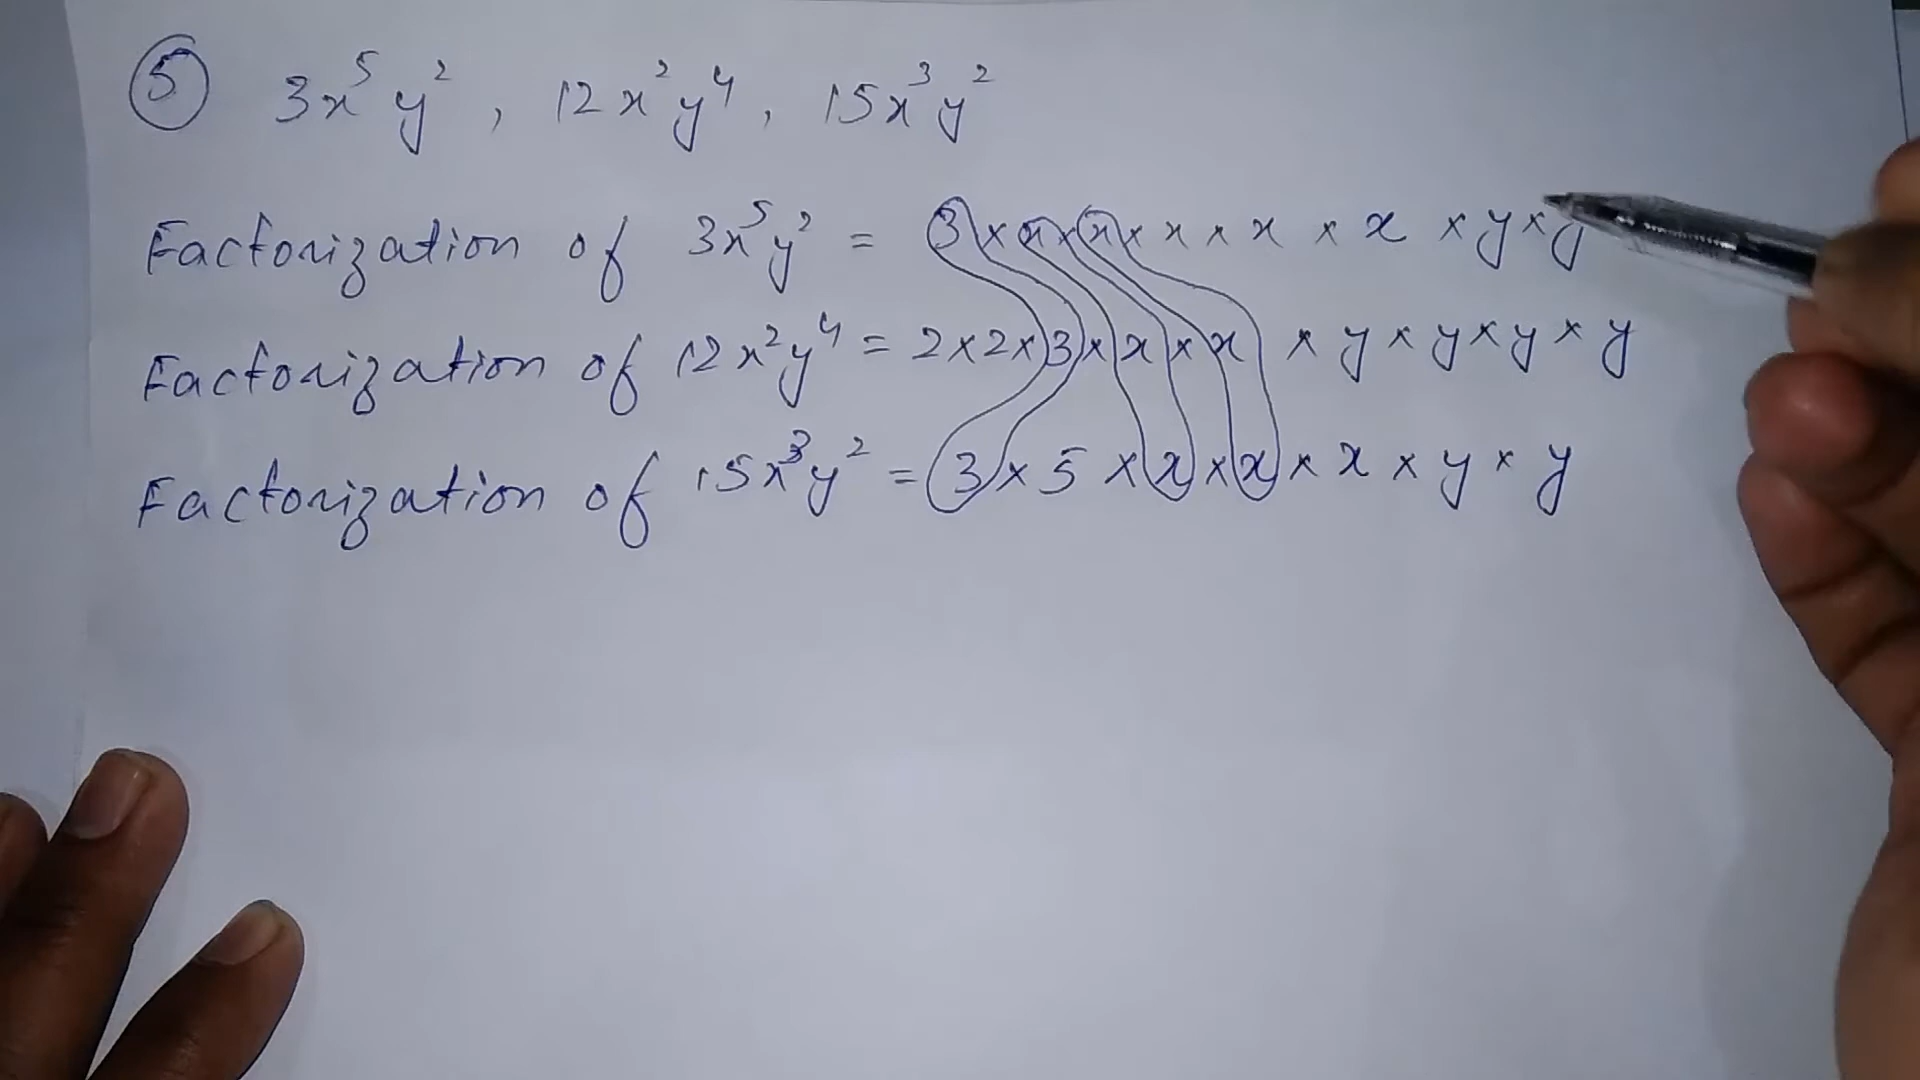 5 3x⁵y², 12x²y⁴, 15x³y²
Factorization of 3x⁵y² = 3 × x × x × x × x × x × y × y
Factorization of 12x²y⁴ = 2 × 2 × 3 × x × x × y × y × y × y
Factorization of 15x³y² = 3 × 5 × x × x × x × y × y